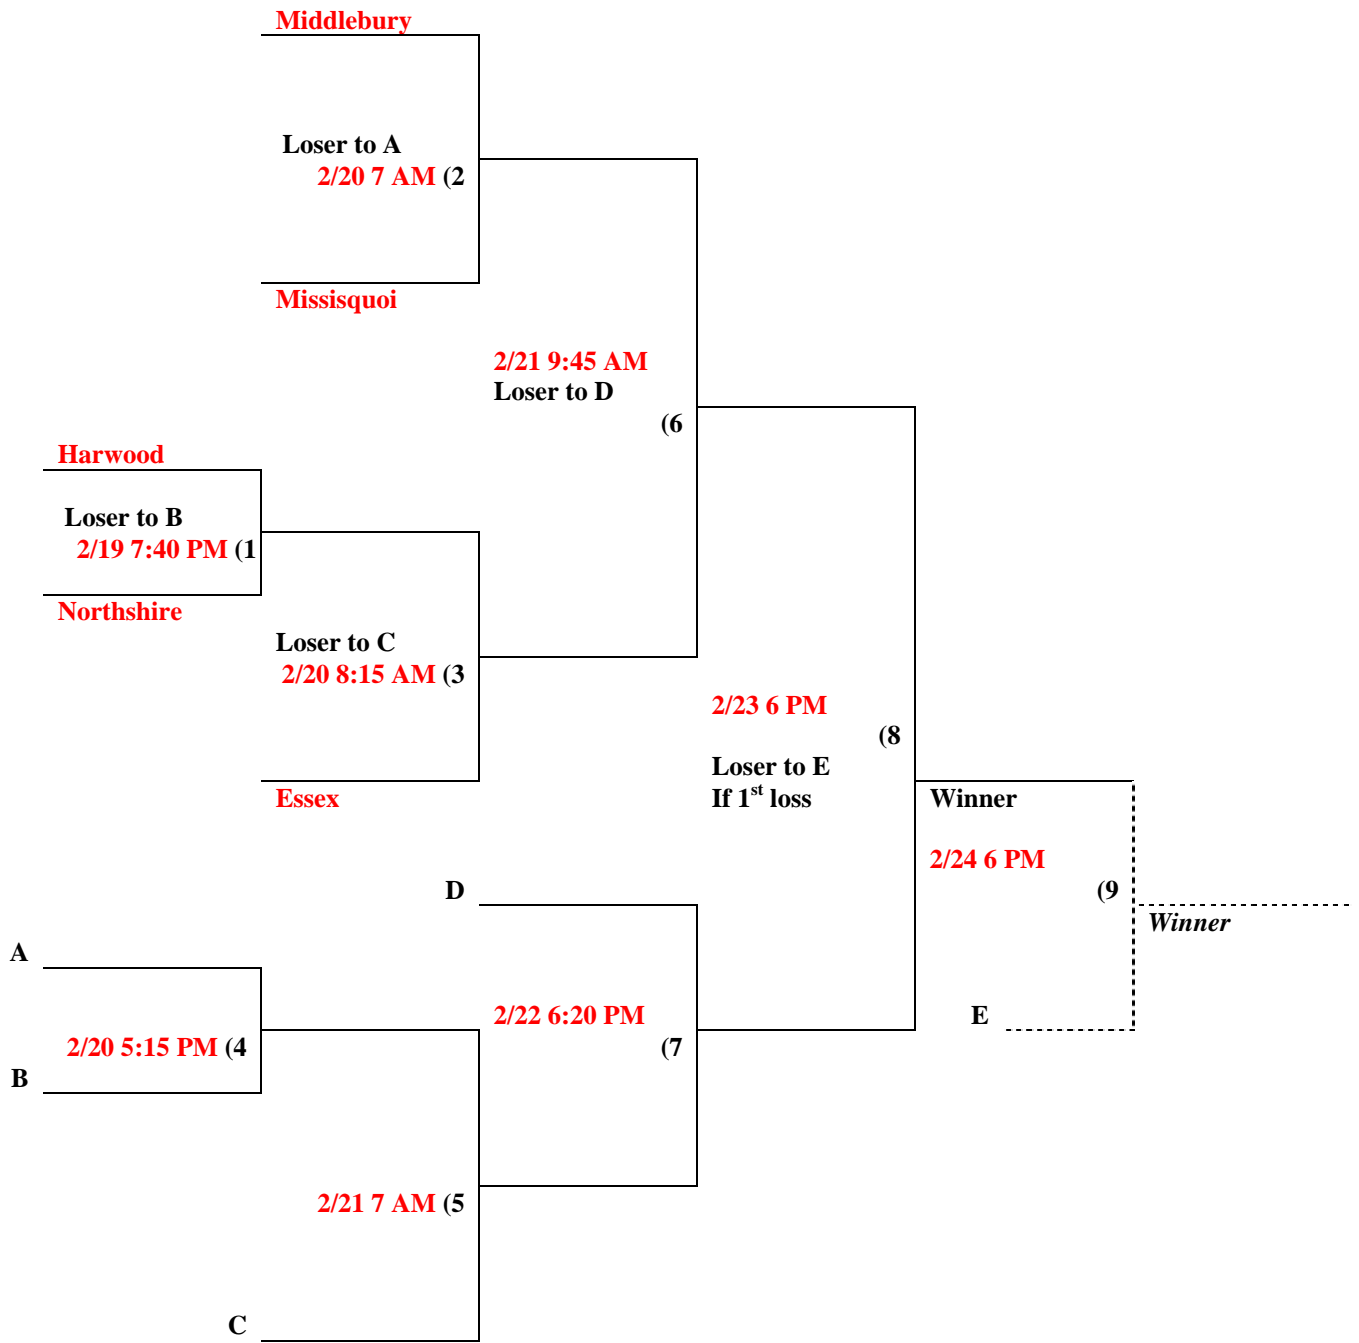 Middlebury
Loser to A
2/20 7 AM (2
Missisquoi
2/21 9:45 AM
Loser to D
(6
Harwood
Loser to B
2/19 7:40 PM (1
Northshire
Loser to C
2/20 8:15 AM (3
Essex
2/23 6 PM
(8
Loser to E
If 1st loss
Winner
2/24 6 PM
(9
Winner
D
A
2/22 6:20 PM
(7
E
2/20 5:15 PM (4
B
2/21 7 AM (5
C